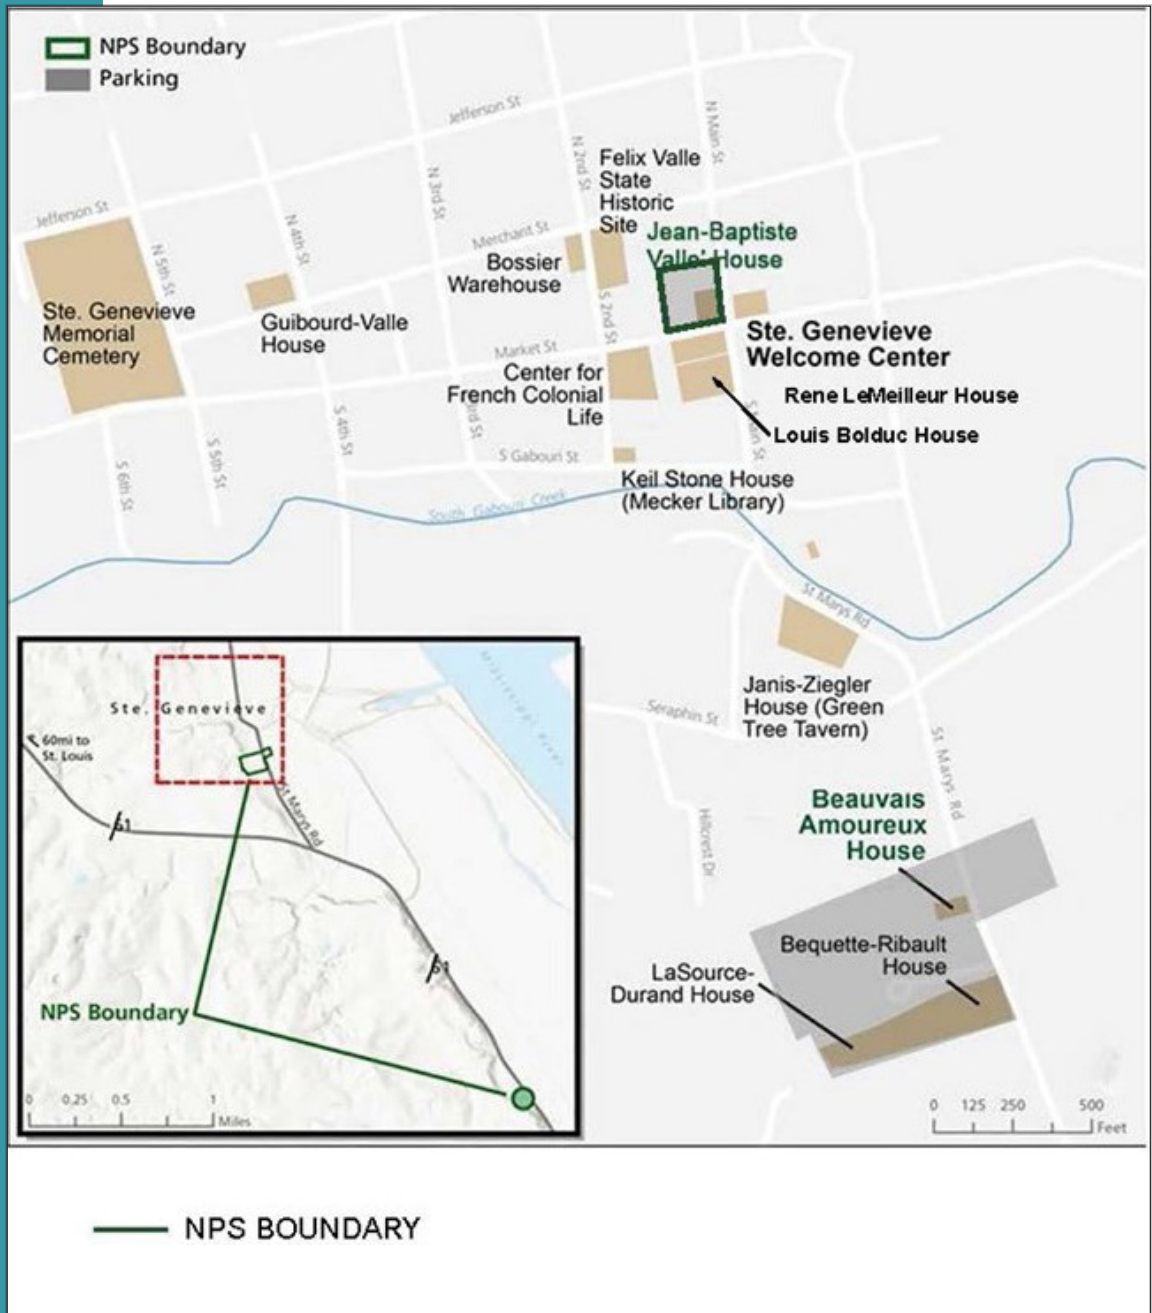 NPS Boundary
Parking
Jefferson St
N Main St
N 2nd St
Felix Valle
State
Historic
Site
N 3rd St
Jefferson St
N 4th St
Merchant St
Jean-Baptiste
Valle' House
N 5th St
Bossier
Warehouse
Ste. Genevieve
Memorial
Cemetery
Guibourd-Valle
House
S 2nd St
Market St
Ste. Genevieve
Welcome Center
Center for
French Colonial
Life
Rene LeMeilleur House
Louis Bolduc House
S Main St
S 4th St
3rd St
S 5th St
S 6th St
S Gabouri St
Keil Stone House
(Mecker Library)
South Gabouri Creek
St Marys Rd
Janis-Ziegler
House (Green
Tree Tavern)
Seraphin St
St Marys Rd
Hillcrest Dr
Beauvais
Amoureux
House
Bequette-Ribault
House
LaSource-
Durand House
0 125 250 500
Feet
Mississippi River
Ste. Genevieve
60mi to
St. Louis
St Marys Rd
61
61
NPS Boundary
0 0.25 0.5 1
Miles
NPS BOUNDARY